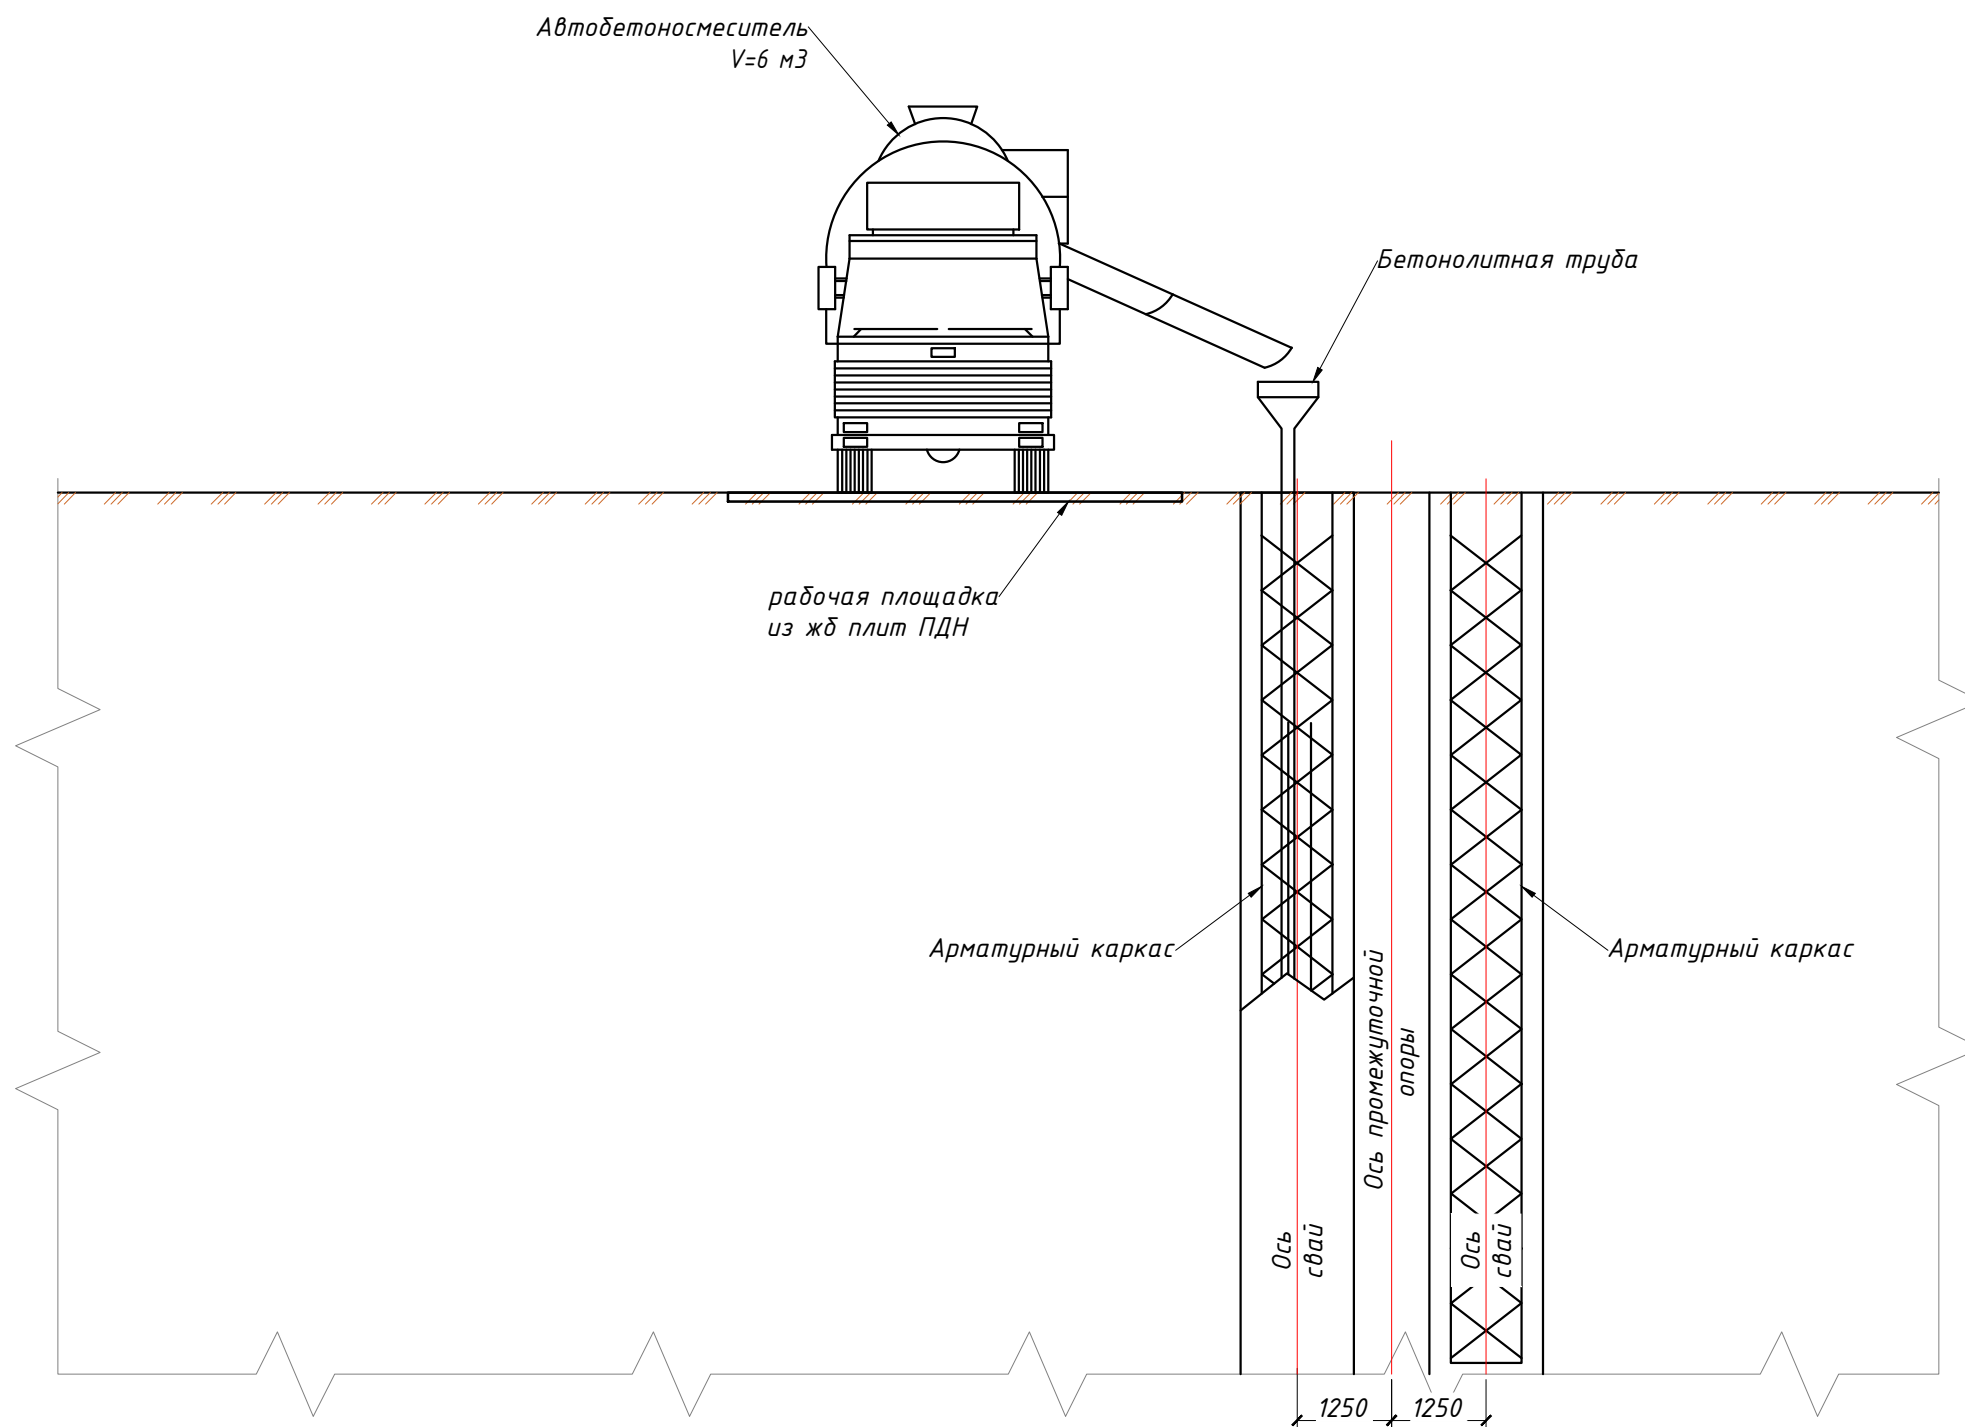 Автобетоносмеситель
V=6 м3
Бетонолитная труба
рабочая площадка
из жб плит ПДН
Арматурный каркас
Арматурный каркас
Ось промежуточной
опоры
Ось
свай
Ось
свай
1250
1250